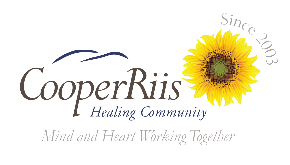 Since 2003
CooperRiis
Healing Community
Mind and Heart Working Together